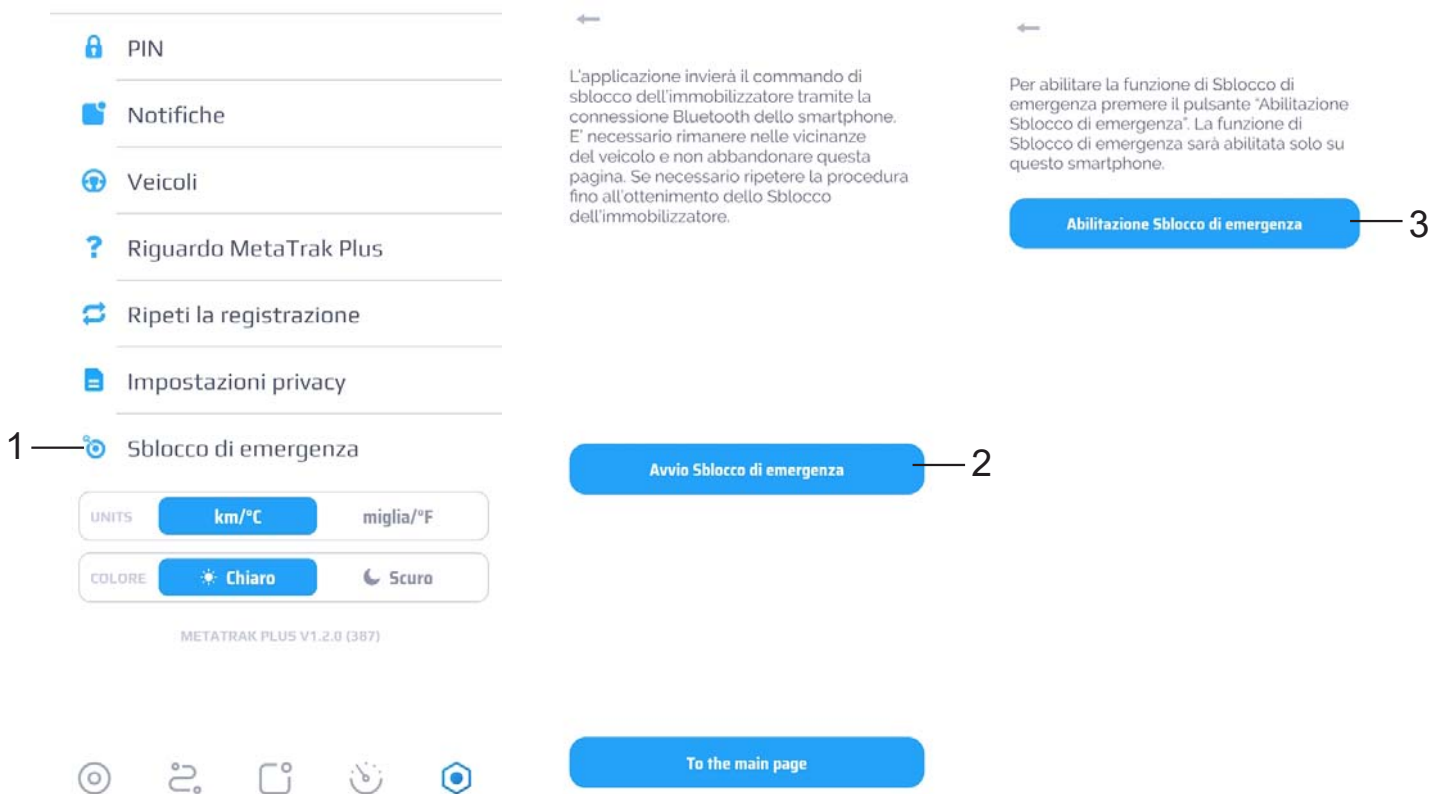 PIN
Notifiche
Veicoli
Riguardo MetaTrak Plus
Ripeti la registrazione
Impostazioni privacy
1
Sblocco di emergenza
UNITS km/°C miglia/°F
COLORE Chiaro Scuro
METATRAK PLUS V1.2.0 (387)
L'applicazione invierà il commando di
sblocco dell'immobilizzatore tramite la
connessione Bluetooth dello smartphone.
E' necessario rimanere nelle vicinanze
del veicolo e non abbandonare questa
pagina. Se necessario ripetere la procedura
fino all'ottenimento dello Sblocco
dell'immobilizzatore.
Avvio Sblocco di emergenza
2
To the main page
Per abilitare la funzione di Sblocco di
emergenza premere il pulsante "Abilitazione
Sblocco di emergenza". La funzione di
Sblocco di emergenza sarà abilitata solo su
questo smartphone.
Abilitazione Sblocco di emergenza
3